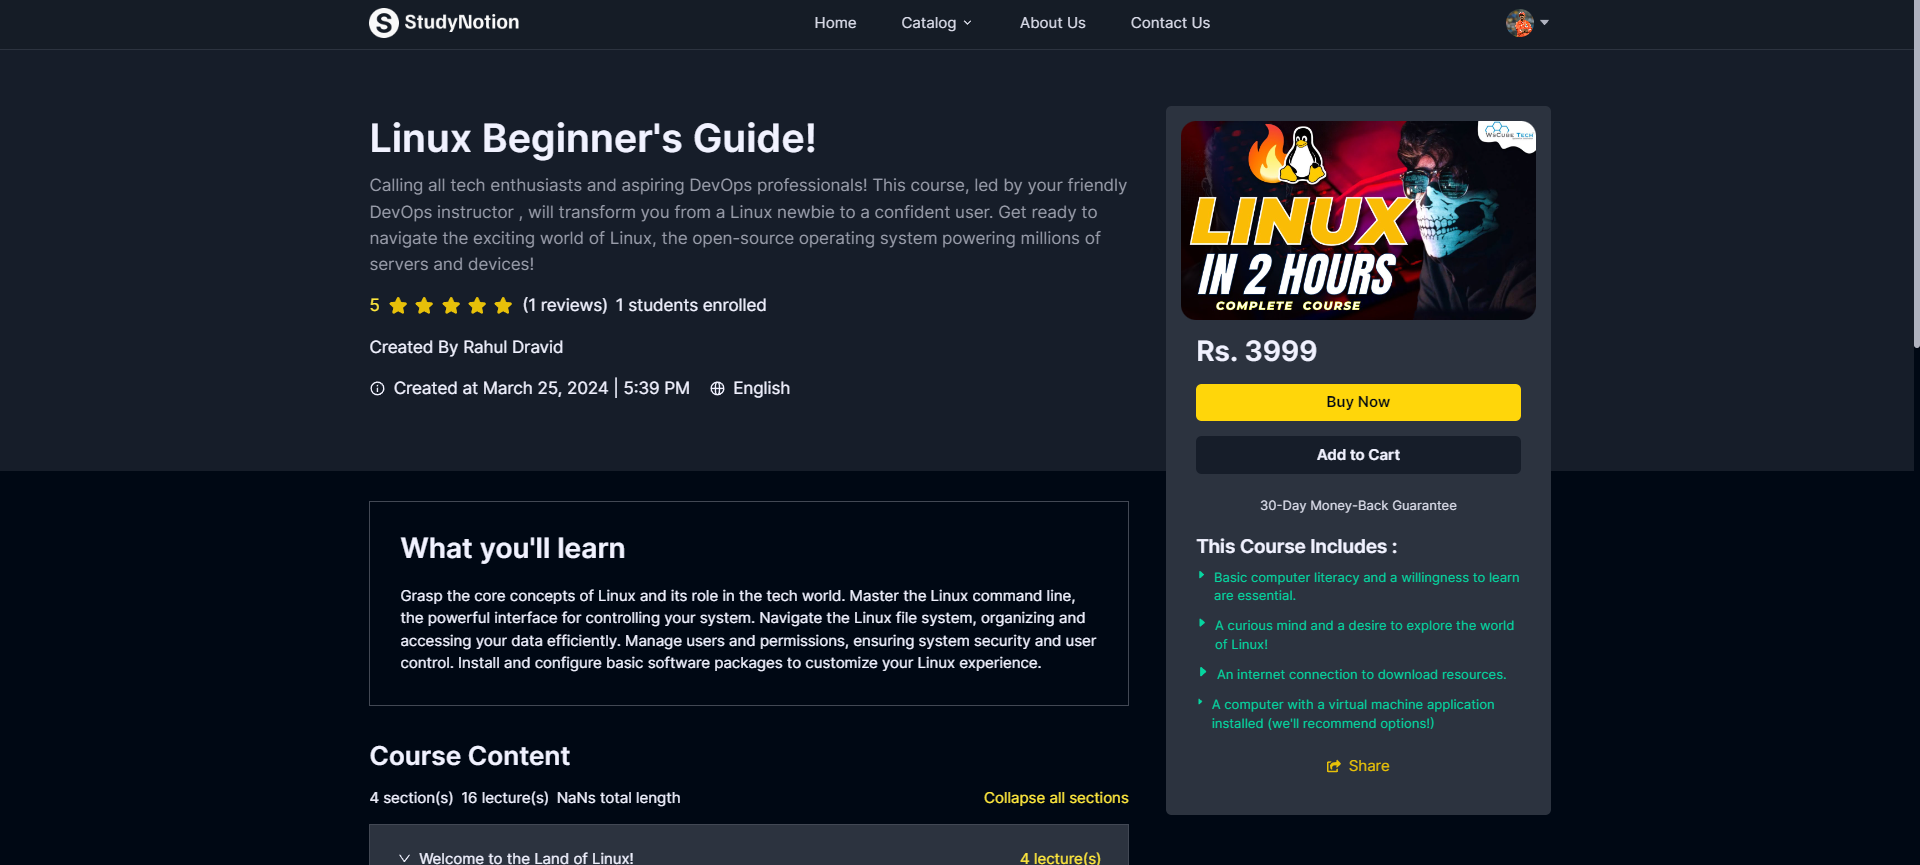 StudyNotion
Home
Catalog
About Us
Contact Us
Linux Beginner's Guide!
Calling all tech enthusiasts and aspiring DevOps professionals! This course, led by your friendly
DevOps instructor , will transform you from a Linux newbie to a confident user. Get ready to
navigate the exciting world of Linux, the open-source operating system powering millions of
servers and devices!
5 (1 reviews) 1 students enrolled
Created By Rahul Dravid
Created at March 25, 2024 | 5:39 PM English
WsCube Tech
LINUX
IN 2 HOURS
COMPLETE COURSE
Rs. 3999
Buy Now
Add to Cart
30-Day Money-Back Guarantee
This Course Includes :
Basic computer literacy and a willingness to learn
are essential.
A curious mind and a desire to explore the world
of Linux!
An internet connection to download resources.
A computer with a virtual machine application
installed (we'll recommend options!)
Share
What you'll learn
Grasp the core concepts of Linux and its role in the tech world. Master the Linux command line,
the powerful interface for controlling your system. Navigate the Linux file system, organizing and
accessing your data efficiently. Manage users and permissions, ensuring system security and user
control. Install and configure basic software packages to customize your Linux experience.
Course Content
4 section(s) 16 lecture(s) NaNs total length
Collapse all sections
Welcome to the Land of Linux!
4 lecture(s)